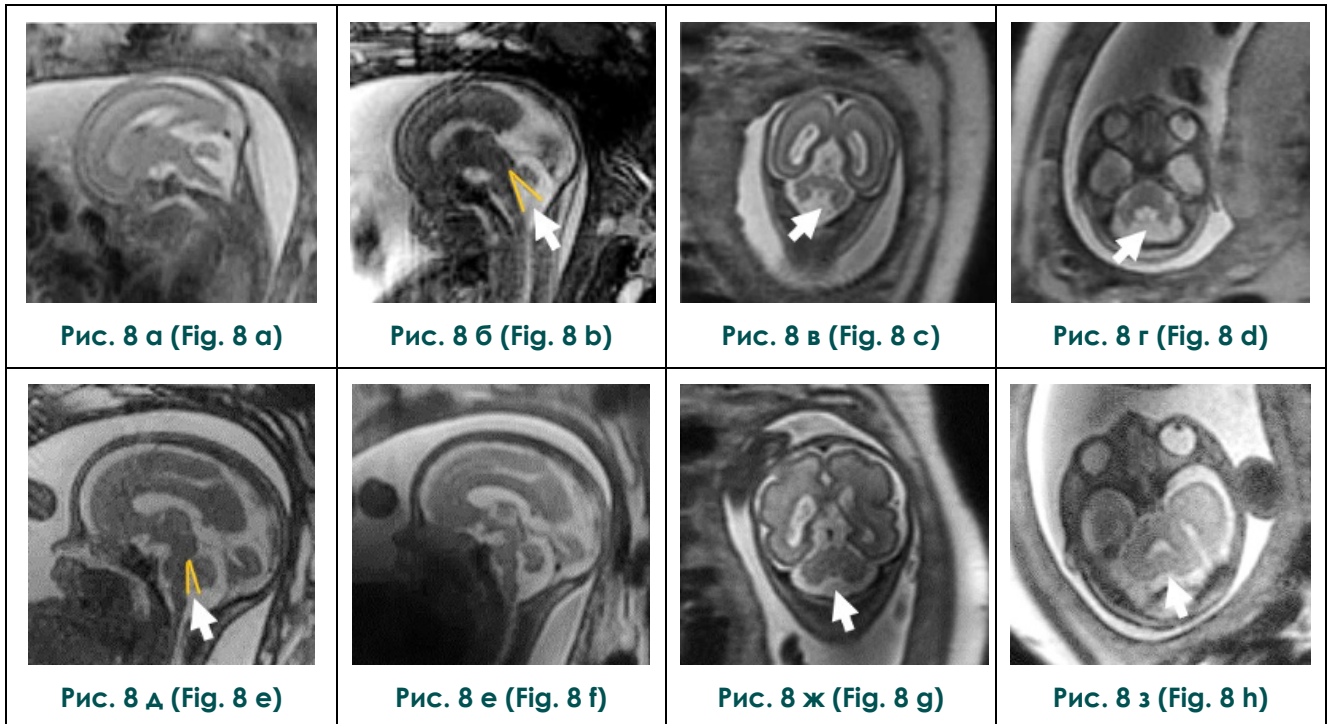 Рис. 8 а (Fig. 8 a)
Рис. 8 б (Fig. 8 b)
Рис. 8 в (Fig. 8 c)
Рис. 8 г (Fig. 8 d)
Рис. 8 д (Fig. 8 e)
Рис. 8 е (Fig. 8 f)
Рис. 8 ж (Fig. 8 g)
Рис. 8 з (Fig. 8 h)